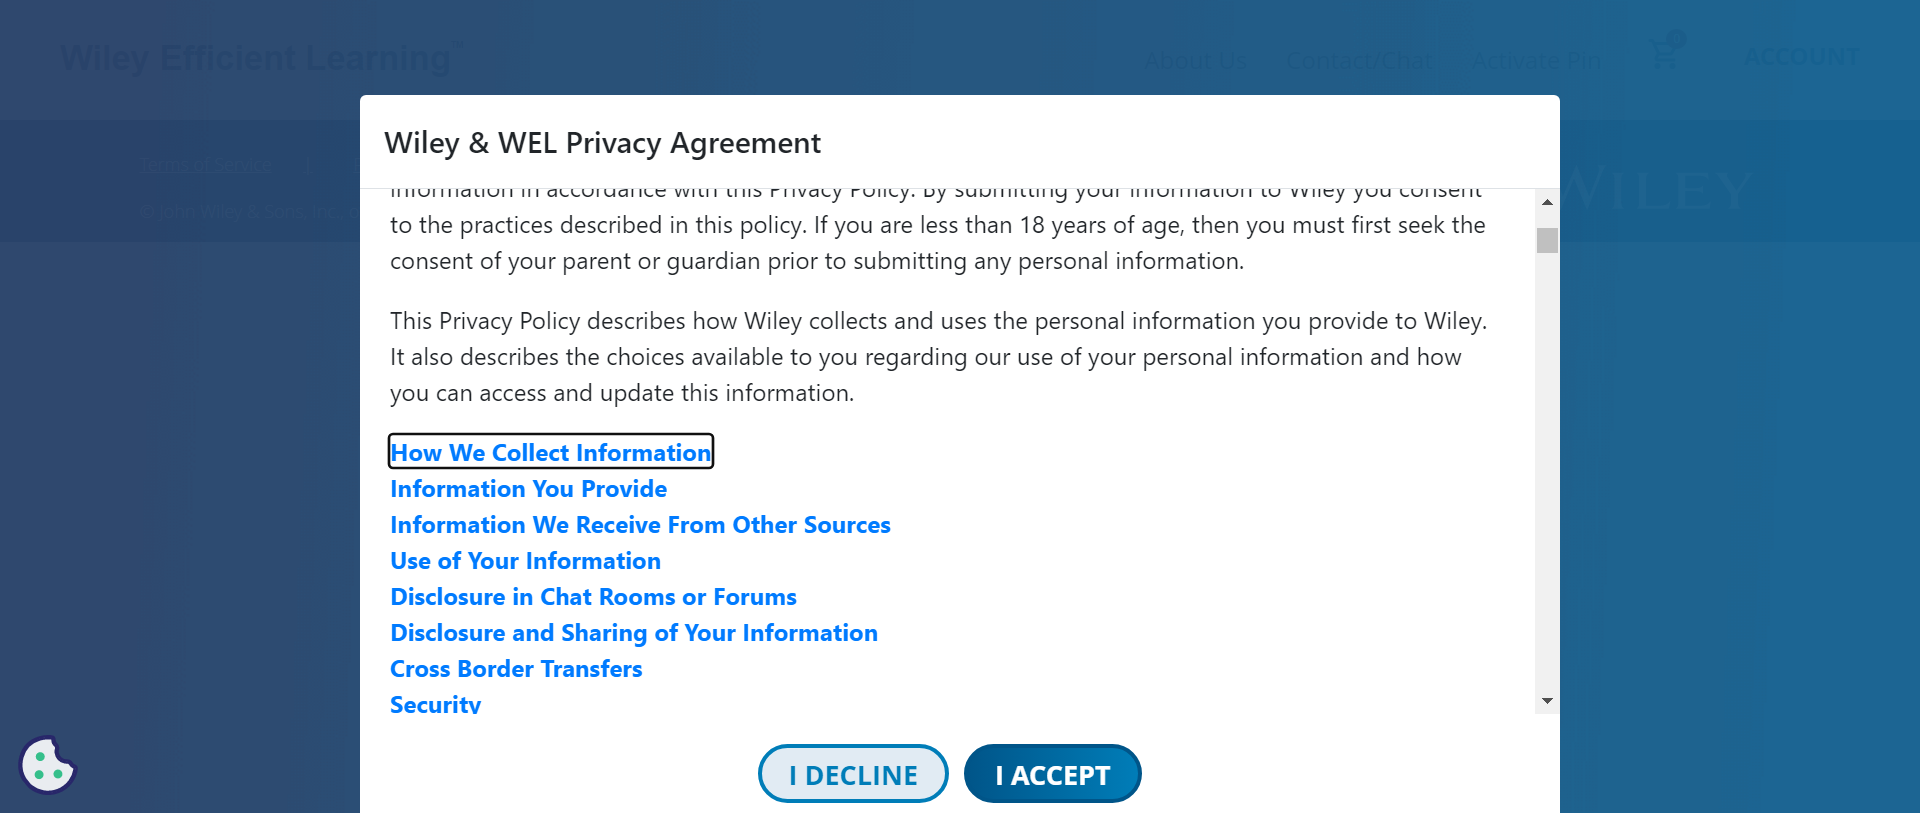 Wiley Efficient Learning™
About Us Contact/Chat Activate Pin 0 ACCOUNT
Wiley & WEL Privacy Agreement
Terms of Service |
© John Wiley & Sons, Inc.
WILEY
information in accordance with this Privacy Policy. By submitting your information to Wiley you consent
to the practices described in this policy. If you are less than 18 years of age, then you must first seek the
consent of your parent or guardian prior to submitting any personal information.
This Privacy Policy describes how Wiley collects and uses the personal information you provide to Wiley.
It also describes the choices available to you regarding our use of your personal information and how
you can access and update this information.
How We Collect Information
Information You Provide
Information We Receive From Other Sources
Use of Your Information
Disclosure in Chat Rooms or Forums
Disclosure and Sharing of Your Information
Cross Border Transfers
Security
I DECLINE I ACCEPT